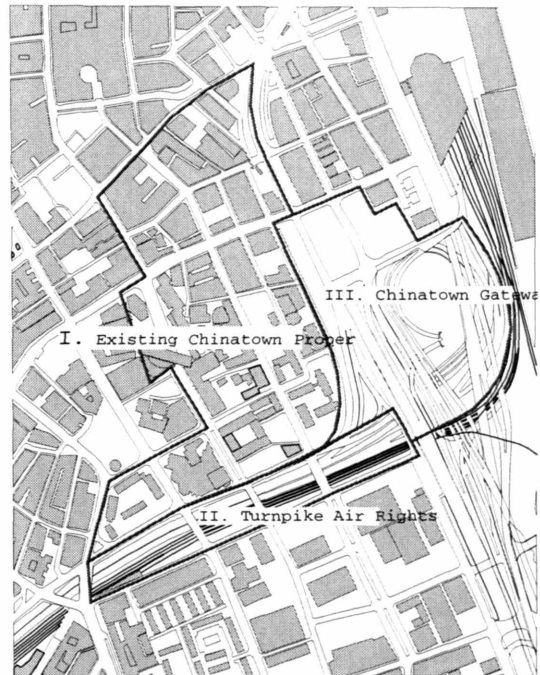 III. Chinatown Gatewa
I. Existing Chinatown Proper
II. Turnpike Air Rights